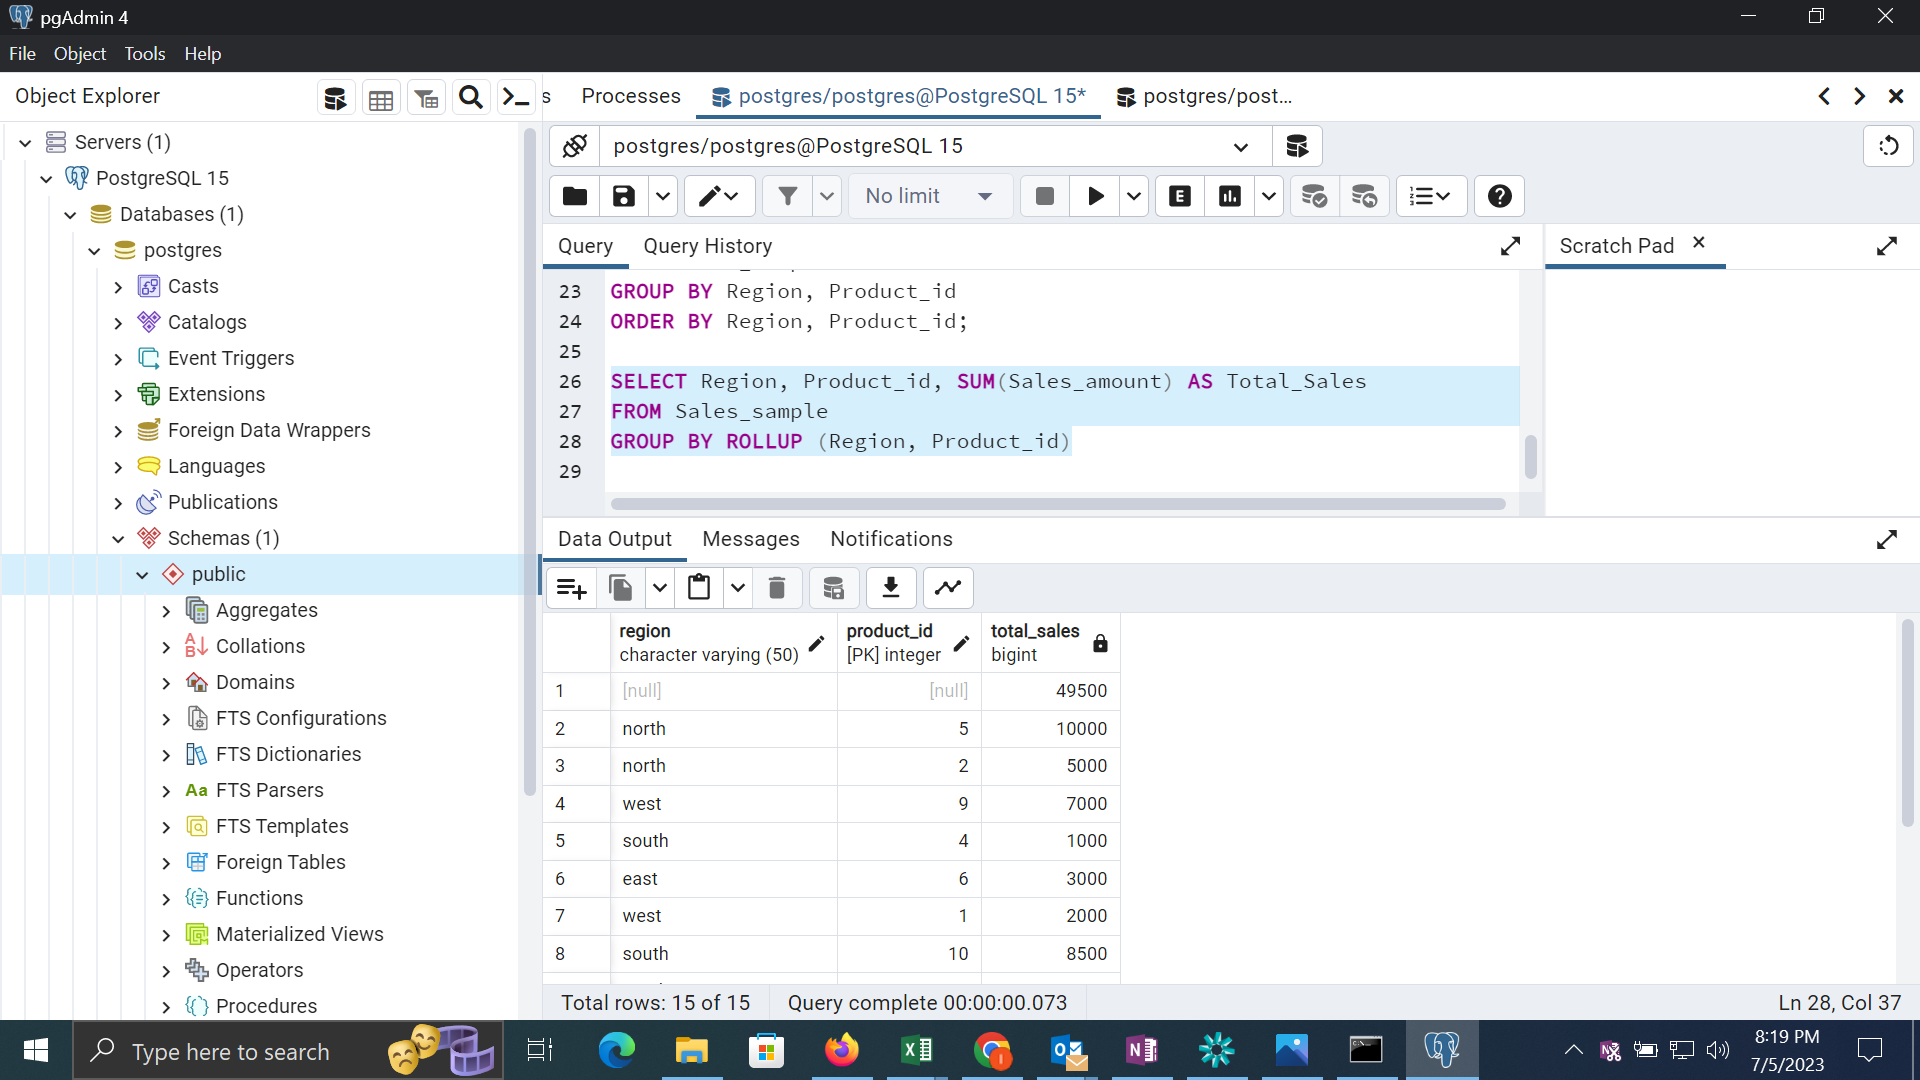 pgAdmin 4
File Object Tools Help
Object Explorer
s Processes postgres/postgres@PostgreSQL 15* postgres/post...
Servers (1)
PostgreSQL 15
Databases (1)
postgres
Casts
Catalogs
Event Triggers
Extensions
Foreign Data Wrappers
Languages
Publications
Schemas (1)
public
Aggregates
Collations
Domains
FTS Configurations
FTS Dictionaries
Aa FTS Parsers
FTS Templates
Foreign Tables
Functions
Materialized Views
Operators
Procedures
postgres/postgres@PostgreSQL 15
No limit
E
Query Query History
Scratch Pad
23 GROUP BY Region, Product_id
24 ORDER BY Region, Product_id;
25
26 SELECT Region, Product_id, SUM(Sales_amount) AS Total_Sales
27 FROM Sales_sample
28 GROUP BY ROLLUP (Region, Product_id)
29
Data Output Messages Notifications
region product_id total_sales
character varying (50) [PK] integer bigint
1 [null] [null] 49500
2 north 5 10000
3 north 2 5000
4 west 9 7000
5 south 4 1000
6 east 6 3000
7 west 1 2000
8 south 10 8500
Total rows: 15 of 15 Query complete 00:00:00.073 Ln 28, Col 37
Type here to search
8:19 PM
7/5/2023